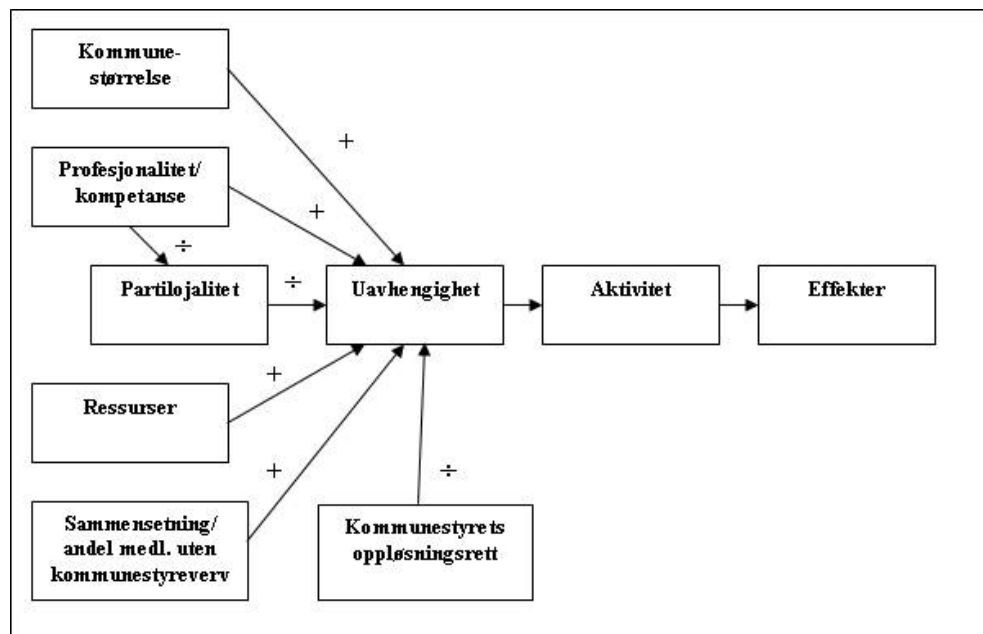 Kommune-
størrelse
+
Profesjonalitet/
kompetanse
+
÷
Partilojalitet
÷
Uavhengighet
Aktivitet
Effekter
+
Ressurser
+
÷
Sammensetning/
andel medl. uten
kommunestyreverv
Kommunestyrets
oppløsningsrett